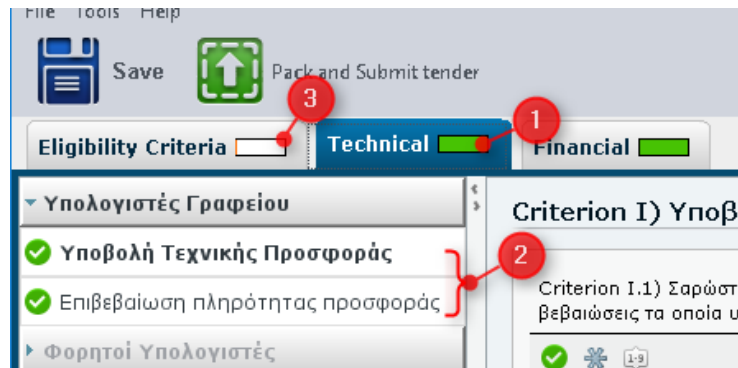 File Tools Help
Save
Pack and Submit tender
3
1
Eligibility Criteria
Technical
Financial
Υπολογιστές Γραφείου
Υποβολή Τεχνικής Προσφοράς
2
Επιβεβαίωση πληρότητας προσφοράς
Φορητοί Υπολογιστές
Criterion I) Υποβ
Criterion I.1) Σαρώστ
βεβαιώσεις τα οποία υ
1-9